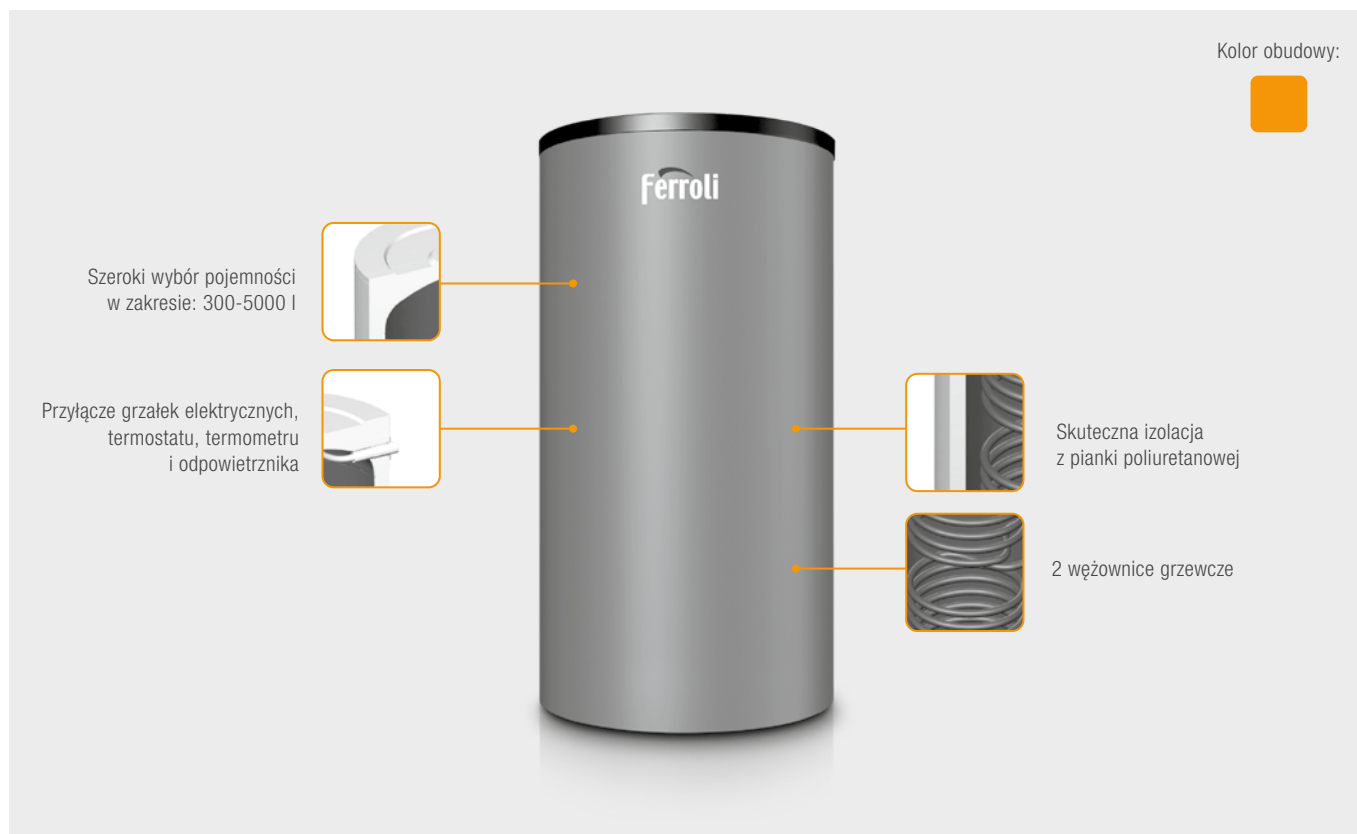 Kolor obudowy:
Ferroli
Szeroki wybór pojemności
w zakresie: 300-5000 l
Przyłącze grzałek elektrycznych,
termostatu, termometru
i odpowietrznika
Skuteczna izolacja
z pianki poliuretanowej
2 wężownice grzewcze